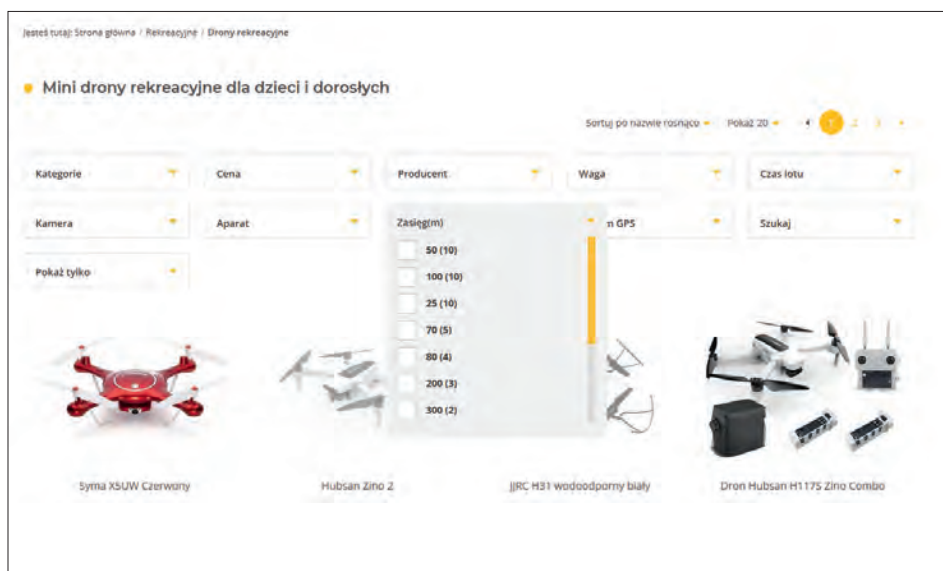 Jesteś tutaj: Strona główna / Rekreacyjne / Drony rekreacyjne
Mini drony rekreacyjne dla dzieci i dorosłych
Sortuj po nazwie rosnąco Pokaż 20 1 2 3
Kategorie Cena Producent Waga Czas lotu
Kamera Aparat Zasięg(m) GPS Szukaj
50 (10)
Pokaż tylko 100 (10)
25 (10)
70 (5)
80 (4)
200 (3)
300 (2)
Syma X5UW Czerwony Hubsan Zino 2 JJRC H31 wodoodporny biały Dron Hubsan H117S Zino Combo